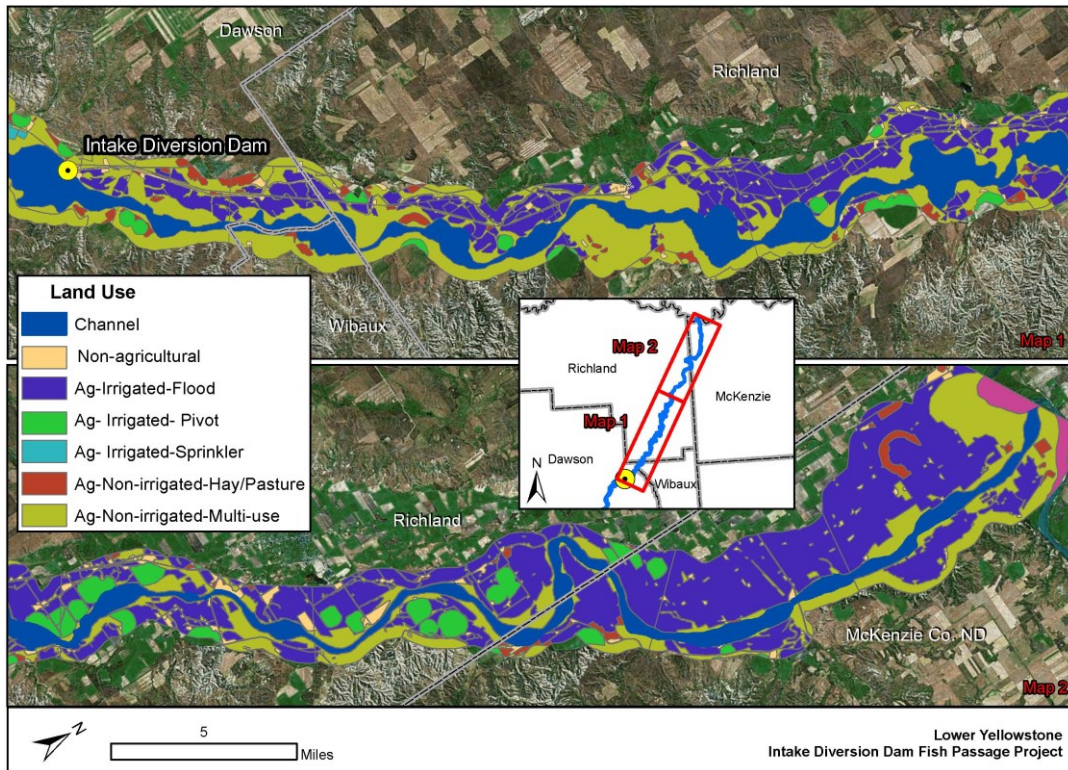 Dawson
Richland
Intake Diversion Dam
Wibaux
Map 1
Land Use
Channel
Non-agricultural
Ag-Irrigated-Flood
Ag- Irrigated- Pivot
Ag- Irrigated-Sprinkler
Ag-Non-irrigated-Hay/Pasture
Ag-Non-irrigated-Multi-use
Map 2
Richland
McKenzie
Map 1
Dawson
Wibaux
N
Richland
McKenzie Co. ND
Map 2
N
5
Miles
Lower Yellowstone
Intake Diversion Dam Fish Passage Project